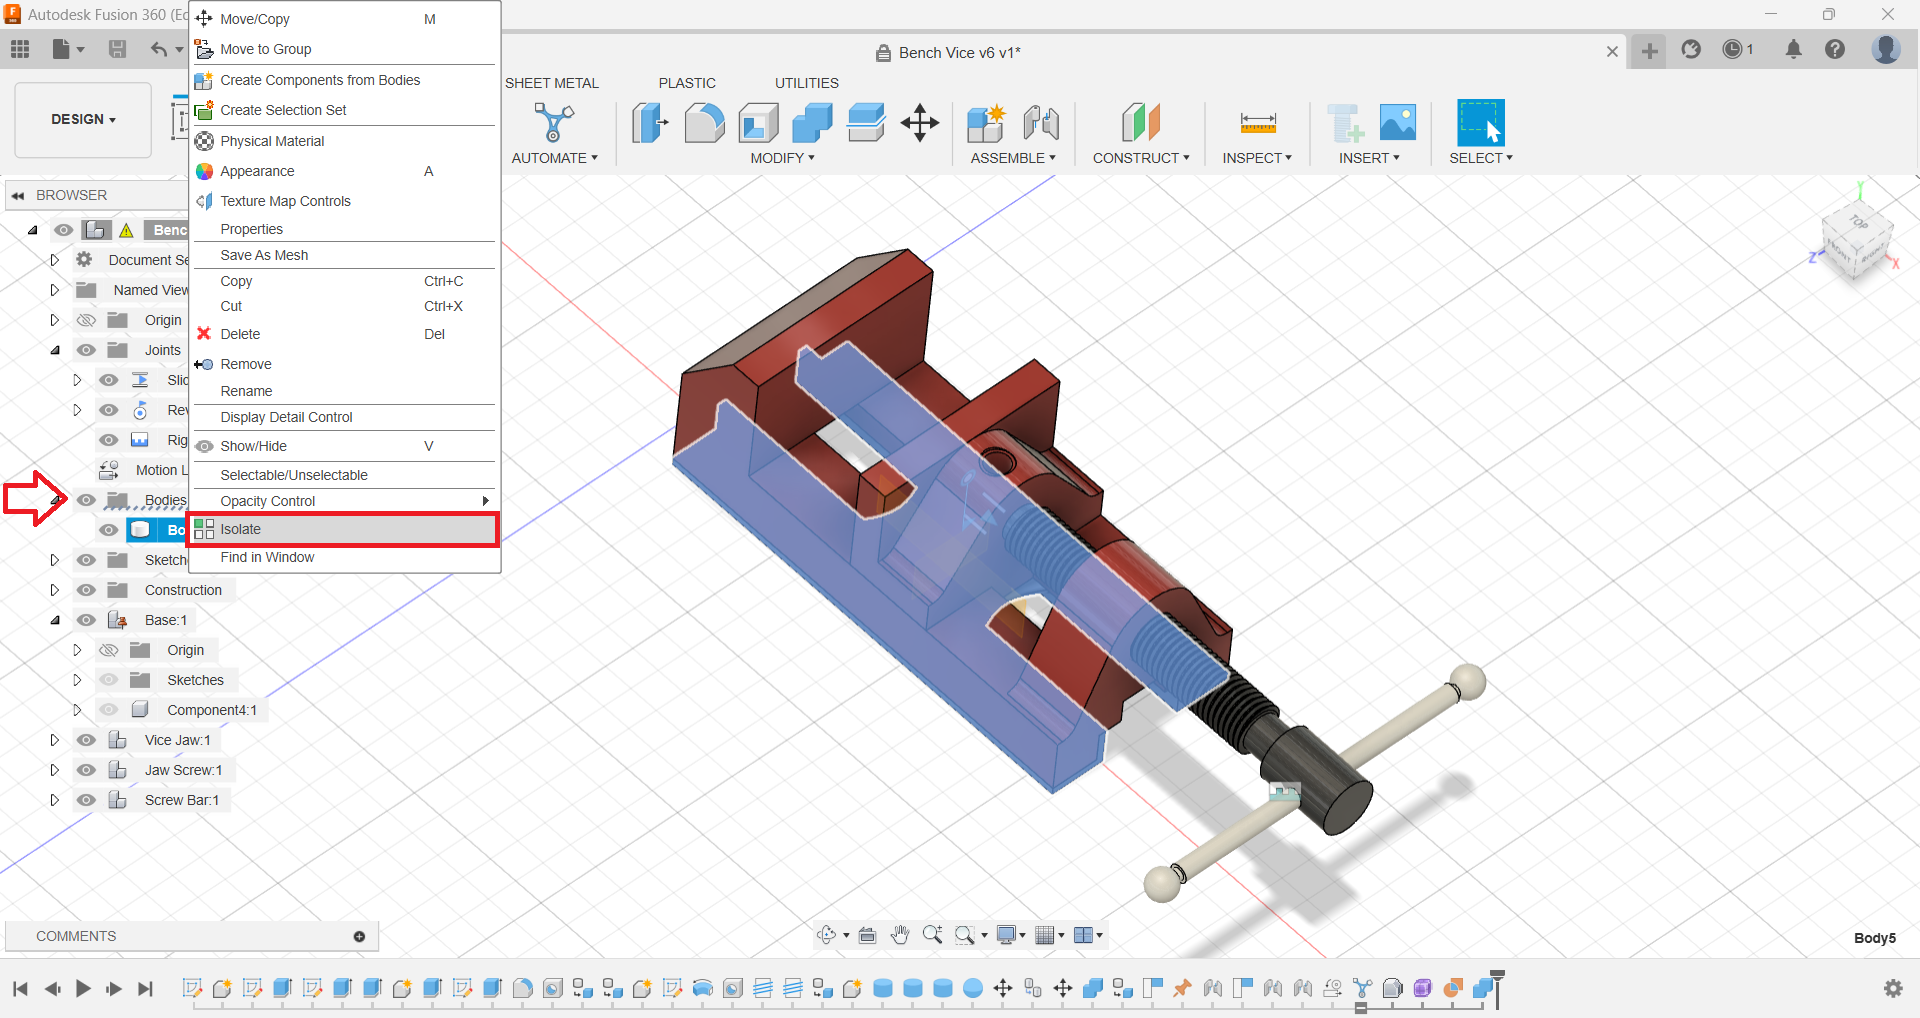 Autodesk Fusion 360 (Ed
Bench Vice v6 v1*
1
DESIGN
SHEET METAL
PLASTIC
UTILITIES
AUTOMATE
MODIFY
ASSEMBLE
CONSTRUCT
INSPECT
INSERT
SELECT
Move/Copy M
Move to Group
Create Components from Bodies
Create Selection Set
Physical Material
Appearance A
Texture Map Controls
Properties
Save As Mesh
Copy Ctrl+C
Cut Ctrl+X
Delete Del
Remove
Rename
Display Detail Control
Show/Hide V
Selectable/Unselectable
Opacity Control
Isolate
Find in Window
BROWSER
Benc
Document Se
Named View
Origin
Joints
Slid
Rev
Rig
Motion L
Bodies
Bo
Sketch
Construction
Base:1
Origin
Sketches
Component4:1
Vice Jaw:1
Jaw Screw:1
Screw Bar:1
Y
TOP
FRONT
RIGHT
Z
X
COMMENTS
Body5